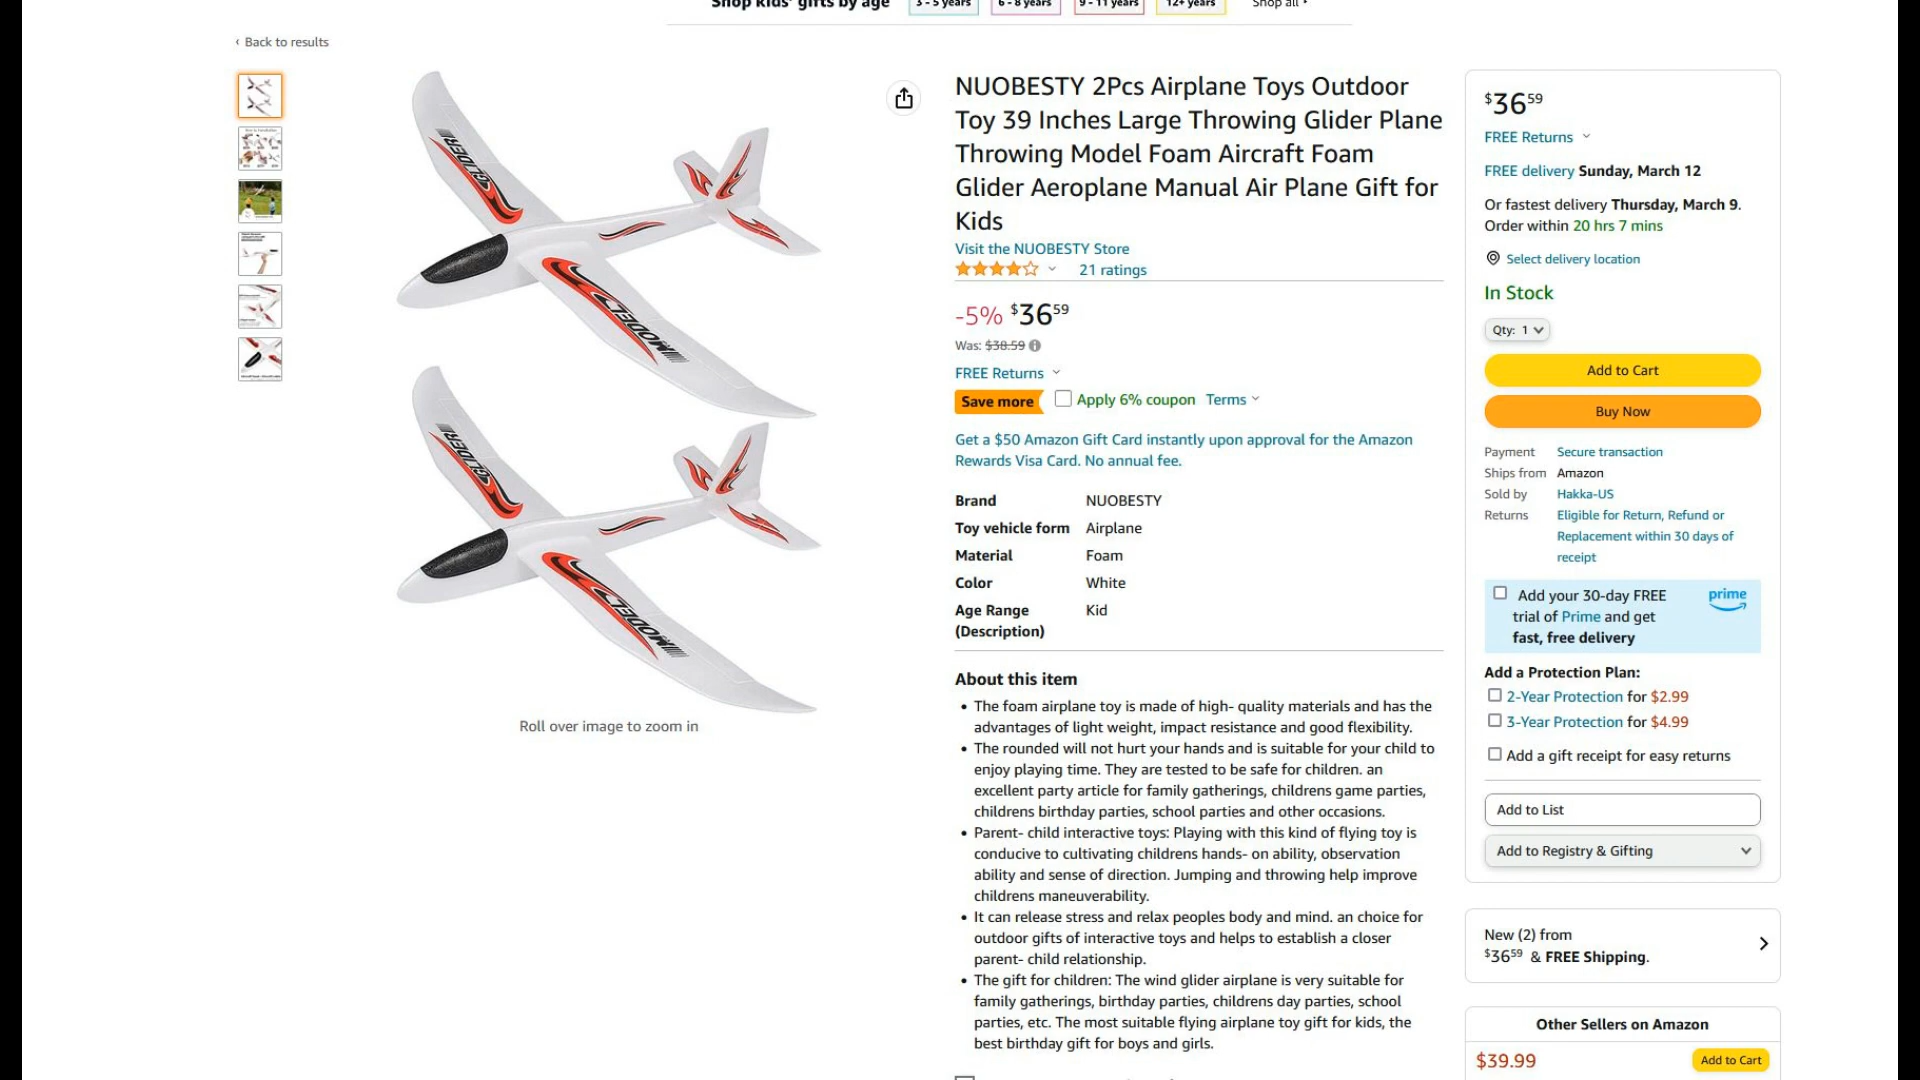 Shop kids' gifts by age 3 - 5 years 6 - 8 years 9 - 11 years 12+ years Shop all
‹ Back to results
NUOBESTY 2Pcs Airplane Toys Outdoor
Toy 39 Inches Large Throwing Glider Plane
Throwing Model Foam Aircraft Foam
Glider Aeroplane Manual Air Plane Gift for
Kids
Visit the NUOBESTY Store
21 ratings
-5% $3659
Was: $38.59
FREE Returns
Save more Apply 6% coupon Terms
Get a $50 Amazon Gift Card instantly upon approval for the Amazon
Rewards Visa Card. No annual fee.
Brand NUOBESTY
Toy vehicle form Airplane
Material Foam
Color White
Age Range Kid
(Description)
About this item
• The foam airplane toy is made of high- quality materials and has the
advantages of light weight, impact resistance and good flexibility.
• The rounded will not hurt your hands and is suitable for your child to
enjoy playing time. They are tested to be safe for children. an
excellent party article for family gatherings, childrens game parties,
childrens birthday parties, school parties and other occasions.
• Parent- child interactive toys: Playing with this kind of flying toy is
conducive to cultivating childrens hands- on ability, observation
ability and sense of direction. Jumping and throwing help improve
childrens maneuverability.
• It can release stress and relax peoples body and mind. an choice for
outdoor gifts of interactive toys and helps to establish a closer
parent- child relationship.
• The gift for children: The wind glider airplane is very suitable for
family gatherings, birthday parties, childrens day parties, school
parties, etc. The most suitable flying airplane toy gift for kids, the
best birthday gift for boys and girls.
GLIDER
MODEL
GLIDER
MODEL
Roll over image to zoom in
$3659
FREE Returns
FREE delivery Sunday, March 12
Or fastest delivery Thursday, March 9.
Order within 20 hrs 7 mins
Select delivery location
In Stock
Qty: 1
Add to Cart
Buy Now
Payment Secure transaction
Ships from Amazon
Sold by Hakka-US
Returns Eligible for Return, Refund or
Replacement within 30 days of
receipt
Add your 30-day FREE prime
trial of Prime and get
fast, free delivery
Add a Protection Plan:
2-Year Protection for $2.99
3-Year Protection for $4.99
Add a gift receipt for easy returns
Add to List
Add to Registry & Gifting
New (2) from
$3659 & FREE Shipping.
Other Sellers on Amazon
$39.99 Add to Cart